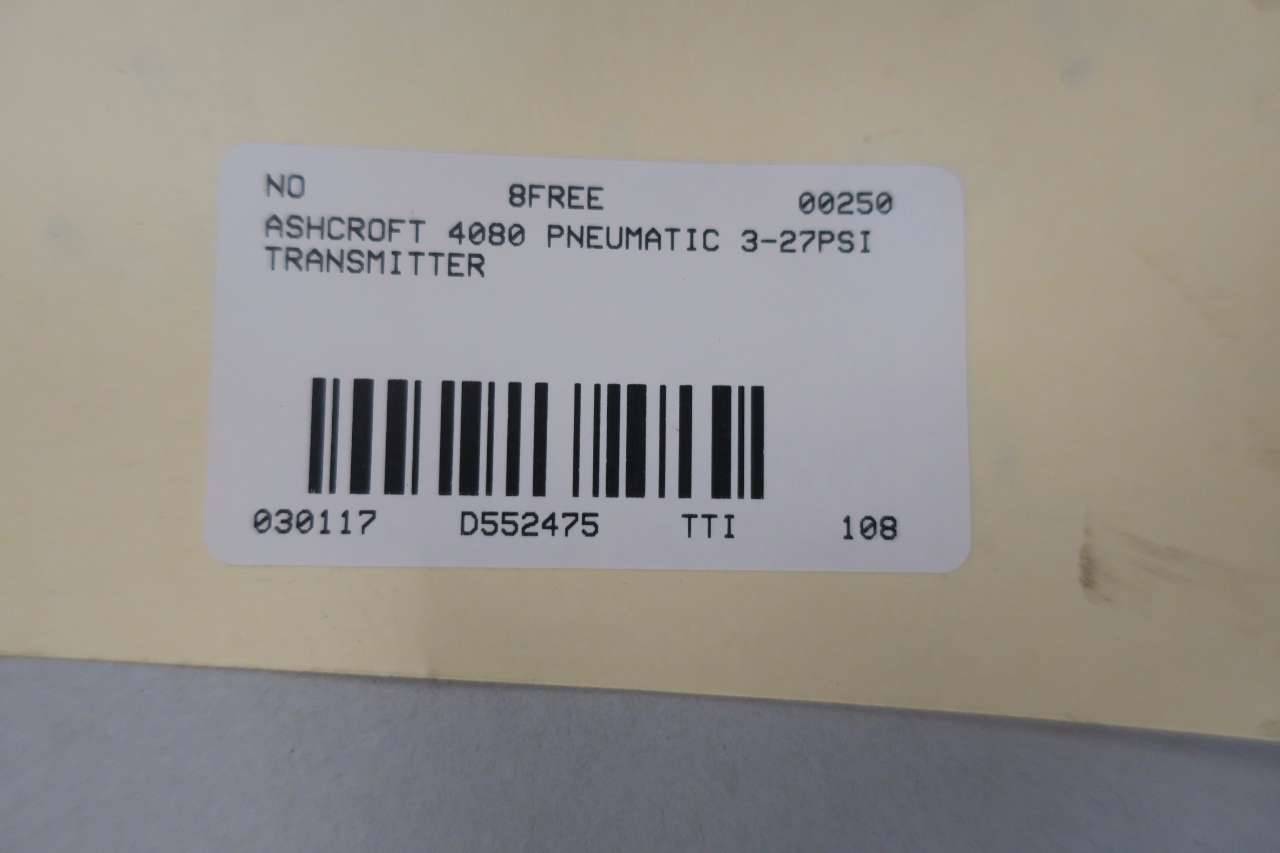 NO 8FREE 00250
ASHCROFT 4080 PNEUMATIC 3-27PSI
TRANSMITTER
030117 D552475 TTI 108